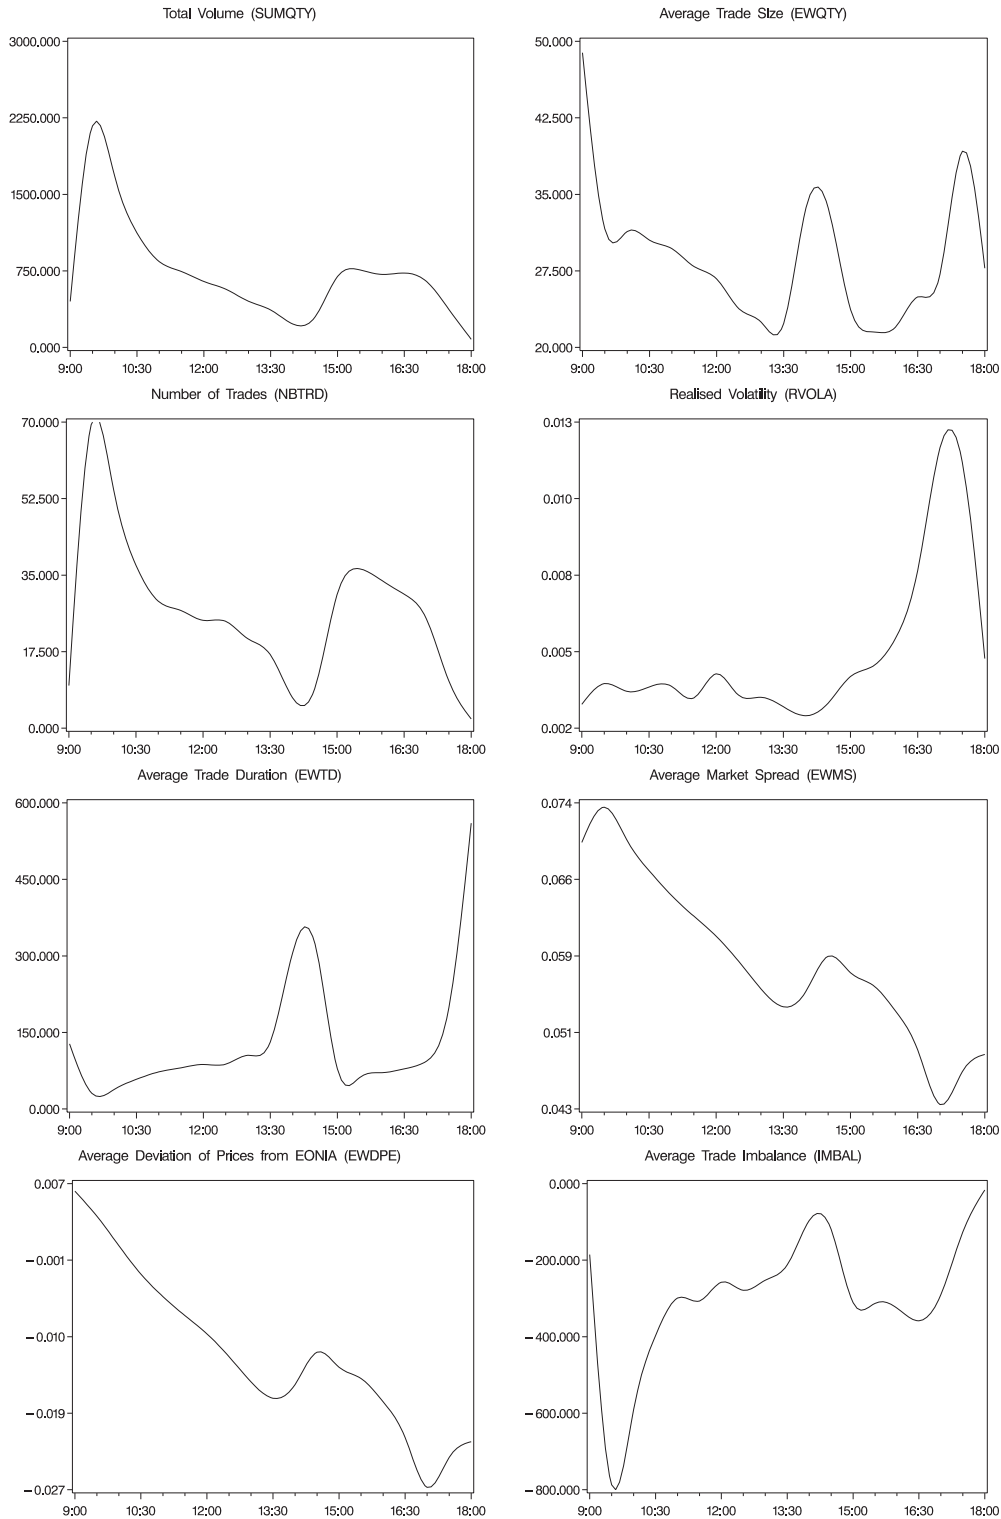 Total Volume (SUMQTY)
3000.000
2250.000
1500.000
750.000
0.000
9:00 10:30 12:00 13:30 15:00 16:30 18:00
Average Trade SIze (EWQTY)
50.000
42.500
35.000
27.500
20.000
9:00 10:30 12:00 13:30 15:00 16:30 18:00
Number of Trades (NBTRD)
70.000
52.500
35.000
17.500
0.000
9:00 10:30 12:00 13:30 15:00 16:30 18:00
Realised Volatility (RVOLA)
0.013
0.010
0.008
0.005
0.002
9:00 10:30 12:00 13:30 15:00 16:30 18:00
Average Trade Duration (EWTD)
600.000
450.000
300.000
150.000
0.000
9:00 10:30 12:00 13:30 15:00 16:30 18:00
Average Market Spread (EWMS)
0.074
0.066
0.059
0.051
0.043
9:00 10:30 12:00 13:30 15:00 16:30 18:00
Average Deviation of Prices from EONIA (EWDPE)
0.007
−0.001
−0.010
−0.019
−0.027
9:00 10:30 12:00 13:30 15:00 16:30 18:00
Average Trade Imbalance (IMBAL)
0.000
−200.000
−400.000
−600.000
−800.000
9:00 10:30 12:00 13:30 15:00 16:30 18:00